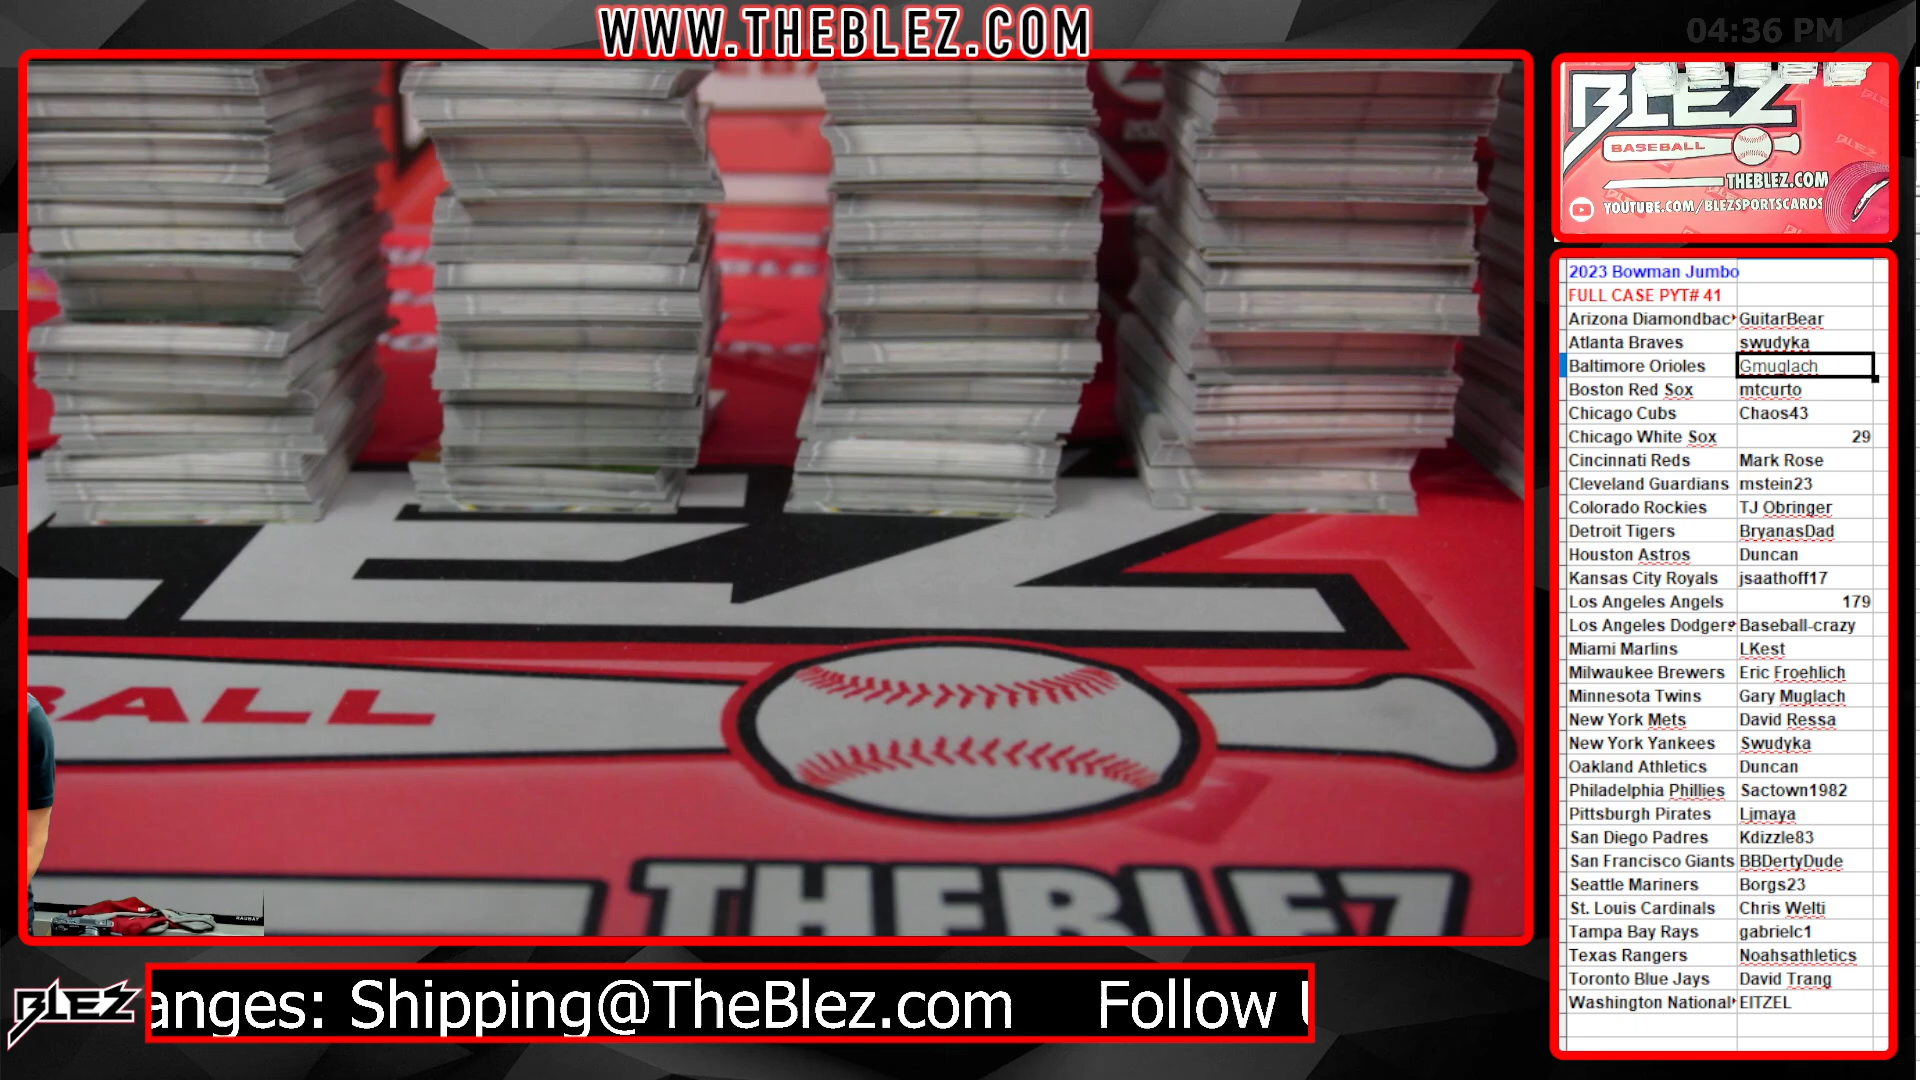 WWW.THEBLEZ.COM
04:36 PM
BLEZ
BASEBALL
THEBLEZ.COM
YOUTUBE.COM/BLEZSPORTSCARDS
2023 Bowman Jumbo
FULL CASE PYT# 41
Arizona Diamondbac GuitarBear
Atlanta Braves swudyka
Baltimore Orioles Gmuglach
Boston Red Sox mtcurto
Chicago Cubs Chaos43
Chicago White Sox 29
Cincinnati Reds Mark Rose
Cleveland Guardians mstein23
Colorado Rockies TJ Obringer
Detroit Tigers BryanasDad
Houston Astros Duncan
Kansas City Royals jsaathoff17
Los Angeles Angels 179
Los Angeles Dodgers Baseball-crazy
Miami Marlins LKest
Milwaukee Brewers Eric Froehlich
Minnesota Twins Gary Muglach
New York Mets David Ressa
New York Yankees Swudyka
Oakland Athletics Duncan
Philadelphia Phillies Sactown1982
Pittsburgh Pirates Ljmaya
San Diego Padres Kdizzle83
San Francisco Giants BBDertyDude
Seattle Mariners Borgs23
St. Louis Cardinals Chris Welti
Tampa Bay Rays gabrielc1
Texas Rangers Noahsathletics
Toronto Blue Jays David Trang
Washington National EITZEL
EZ
BALL
THEBLEZ
BLEZ
anges: Shipping@TheBlez.com Follow